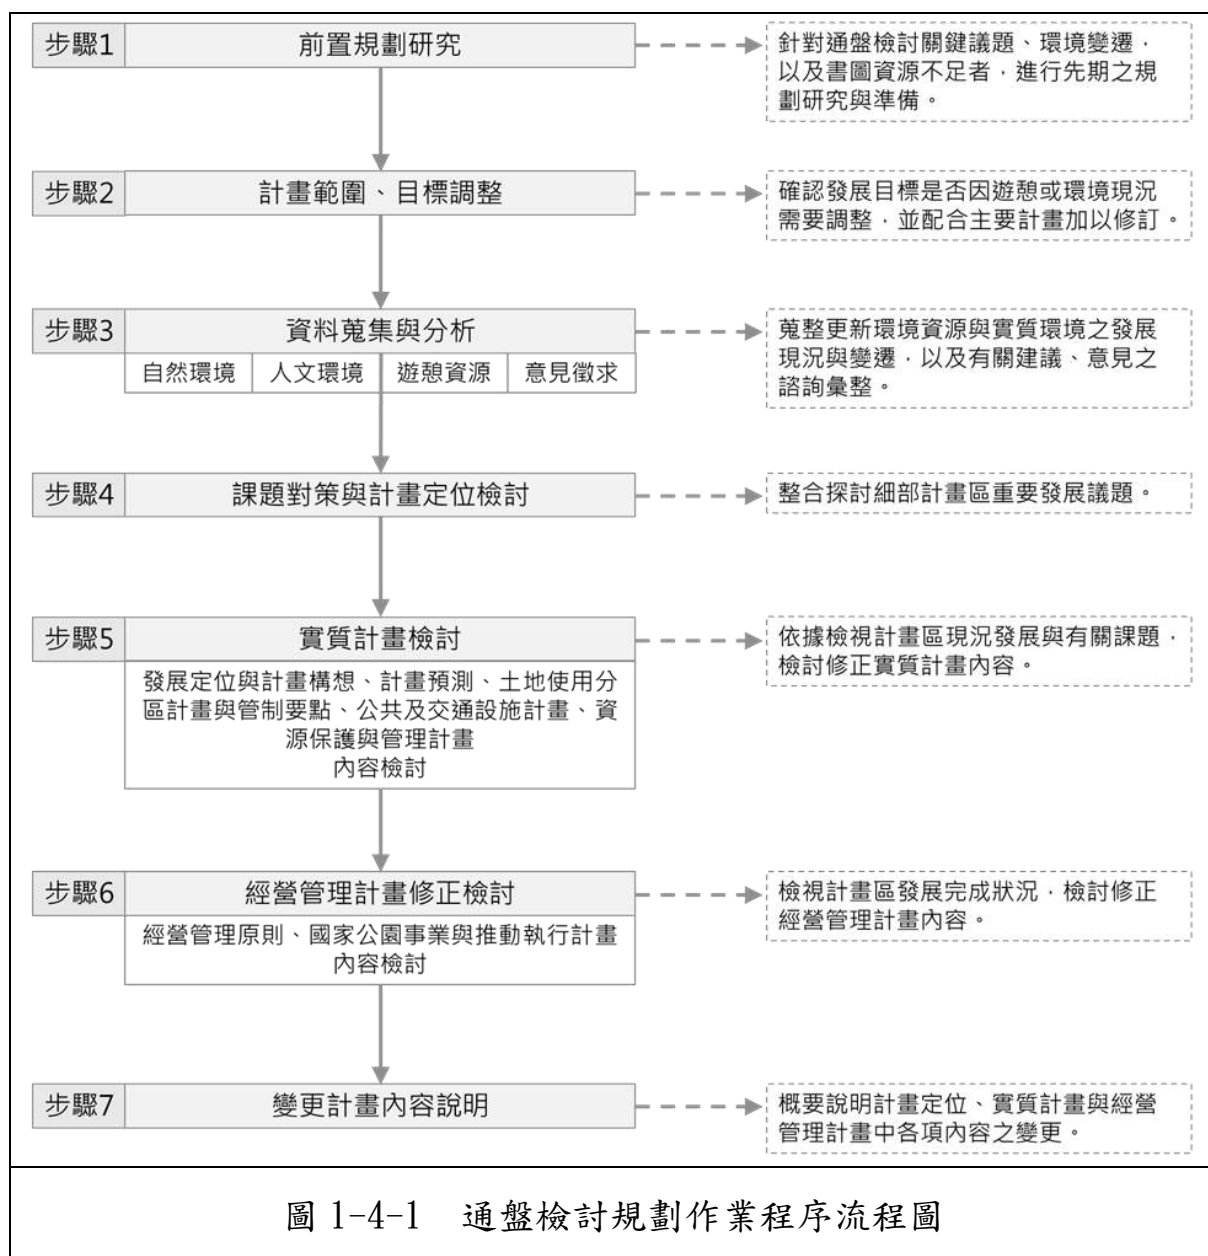 步驟1
前置規劃研究
針對通盤檢討關鍵議題、環境變遷，
以及書圖資源不足者，進行先期之規
劃研究與準備。
步驟2
計畫範圍、目標調整
確認發展目標是否因遊憩或環境現況
需要調整，並配合主要計畫加以修訂。
步驟3
資料蒐集與分析
自然環境
人文環境
遊憩資源
意見徵求
蒐整更新環境資源與實質環境之發展
現況與變遷，以及有關建議、意見之
諮詢彙整。
步驟4
課題對策與計畫定位檢討
整合探討細部計畫區重要發展議題。
步驟5
實質計畫檢討
發展定位與計畫構想、計畫預測、土地使用分
區計畫與管制要點、公共及交通設施計畫、資
源保護與管理計畫
內容檢討
依據檢視計畫區現況發展與有關課題，
檢討修正實質計畫內容。
步驟6
經營管理計畫修正檢討
經營管理原則、國家公園事業與推動執行計畫
內容檢討
檢視計畫區發展完成狀況，檢討修正
經營管理計畫內容。
步驟7
變更計畫內容說明
概要說明計畫定位、實質計畫與經營
管理計畫中各項內容之變更。
圖 1-4-1　通盤檢討規劃作業程序流程圖